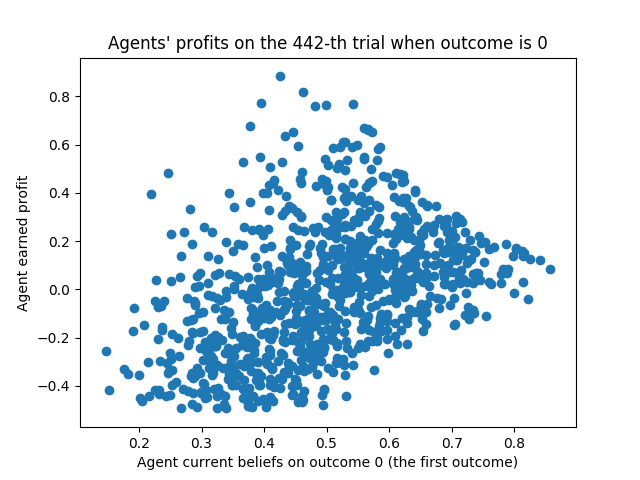 Agents' profits on the 442-th trial when outcome is 0
Agent earned profit
0.8
0.6
0.4
0.2
0.0
−0.2
−0.4
0.2 0.3 0.4 0.5 0.6 0.7 0.8
Agent current beliefs on outcome 0 (the first outcome)